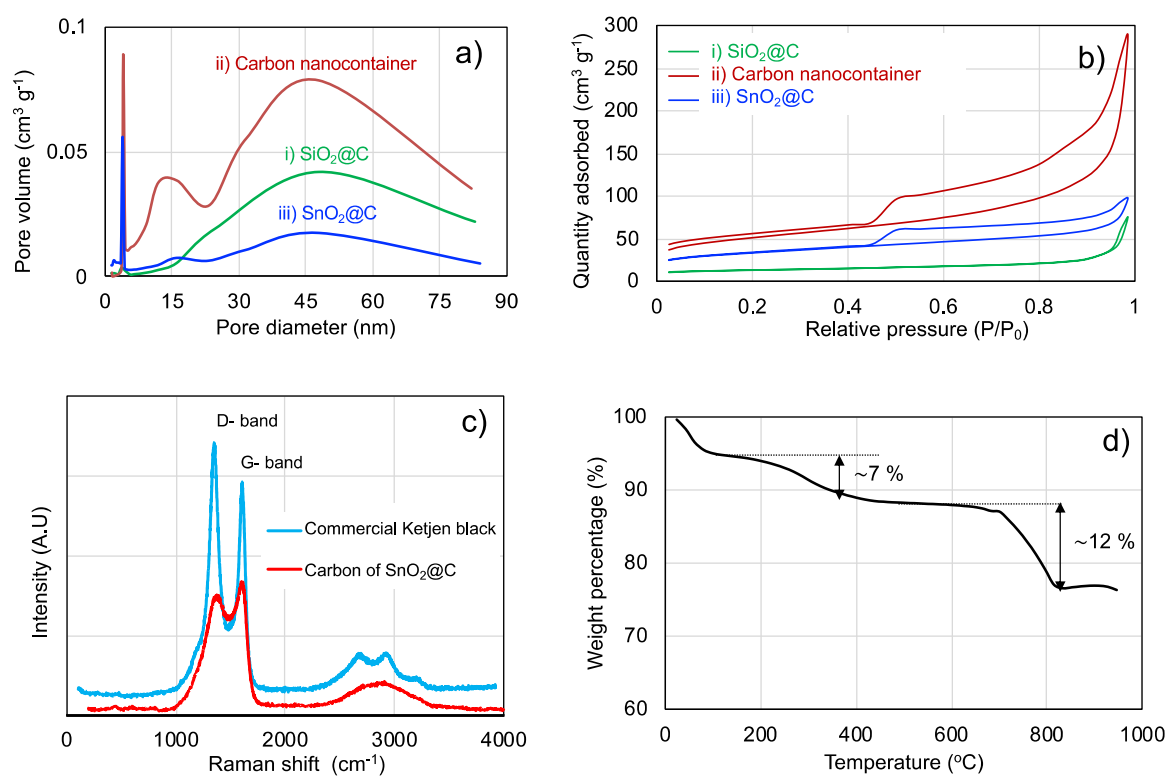 a)
0.1
0.05
0
Pore volume (cm³ g⁻¹)
ii) Carbon nanocontainer
i) SiO₂@C
iii) SnO₂@C
0 15 30 45 60 75 90
Pore diameter (nm)
b)
300
250
200
150
100
50
0
Quantity adsorbed (cm³ g⁻¹)
i) SiO₂@C
ii) Carbon nanocontainer
iii) SnO₂@C
0 0.2 0.4 0.6 0.8 1
Relative pressure (P/P₀)
c)
Intensity (A.U)
D- band
G- band
Commercial Ketjen black
Carbon of SnO₂@C
0 1000 2000 3000 4000
Raman shift (cm⁻¹)
d)
100
90
80
70
60
Weight percentage (%)
~7 %
~12 %
0 200 400 600 800 1000
Temperature (°C)